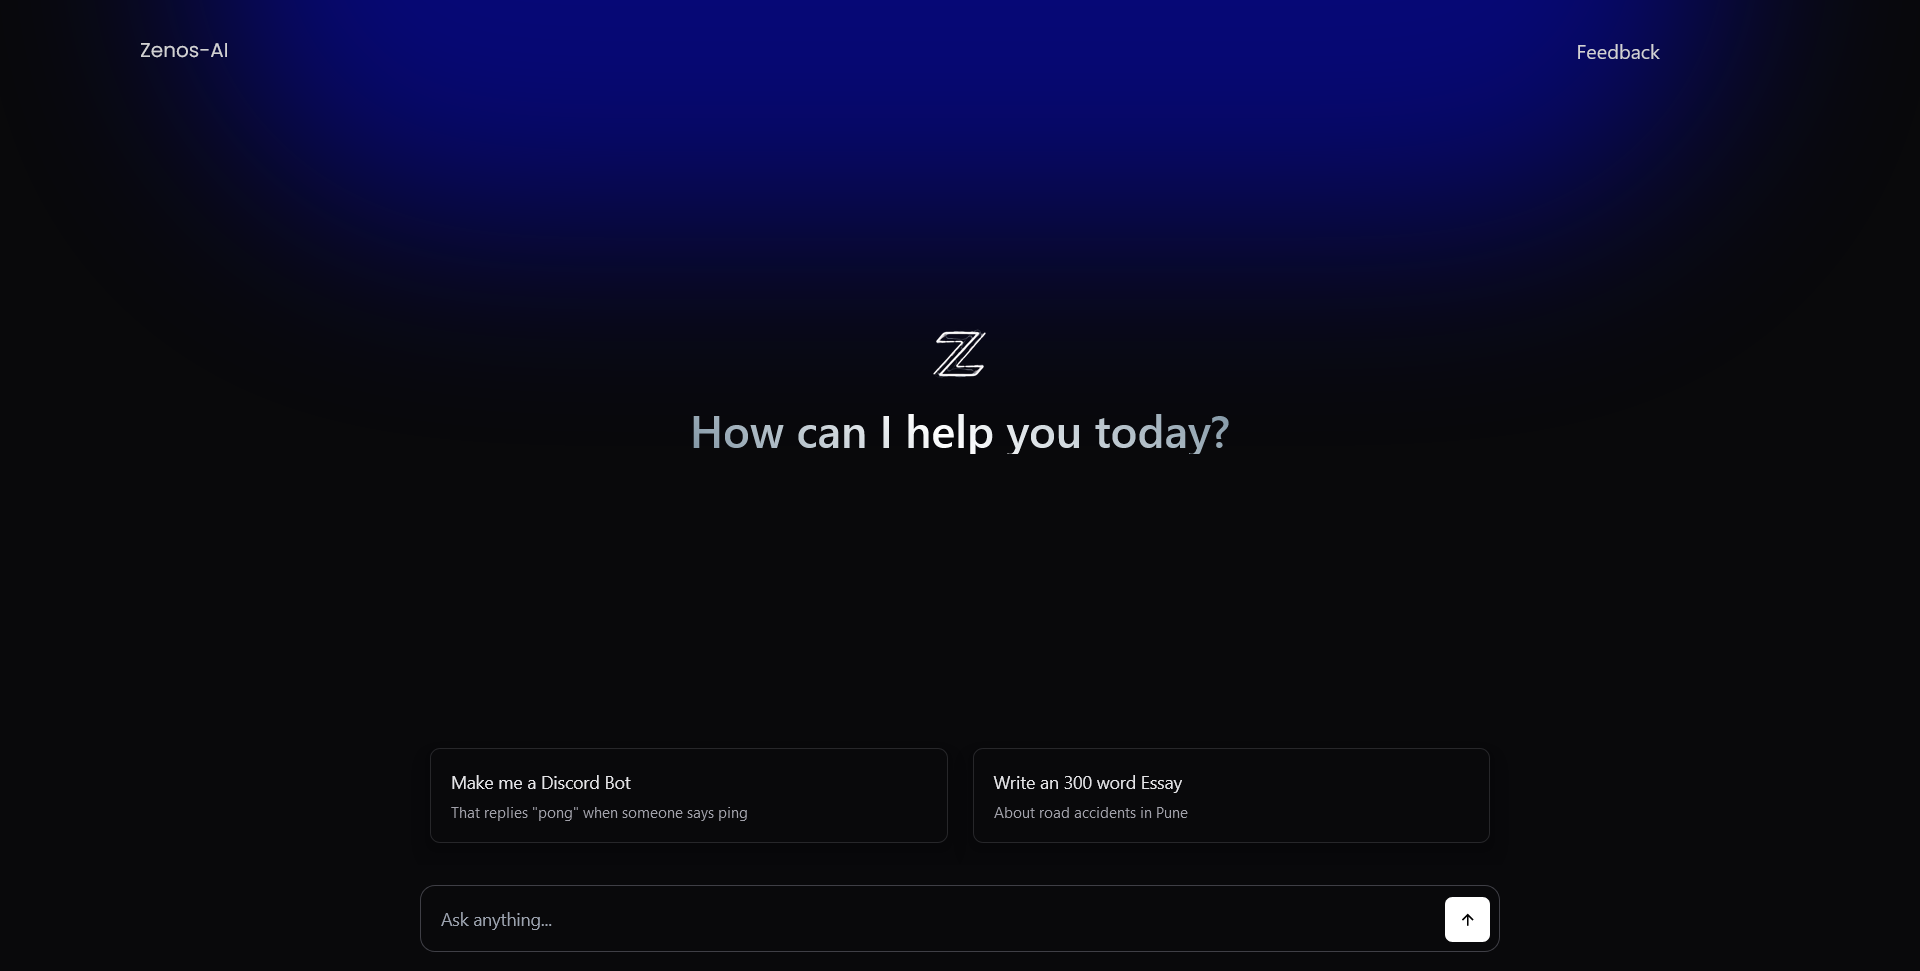 Zenos-AI
Feedback
Z
How can I help you today?
Make me a Discord Bot
That replies "pong" when someone says ping
Write an 300 word Essay
About road accidents in Pune
Ask anything...